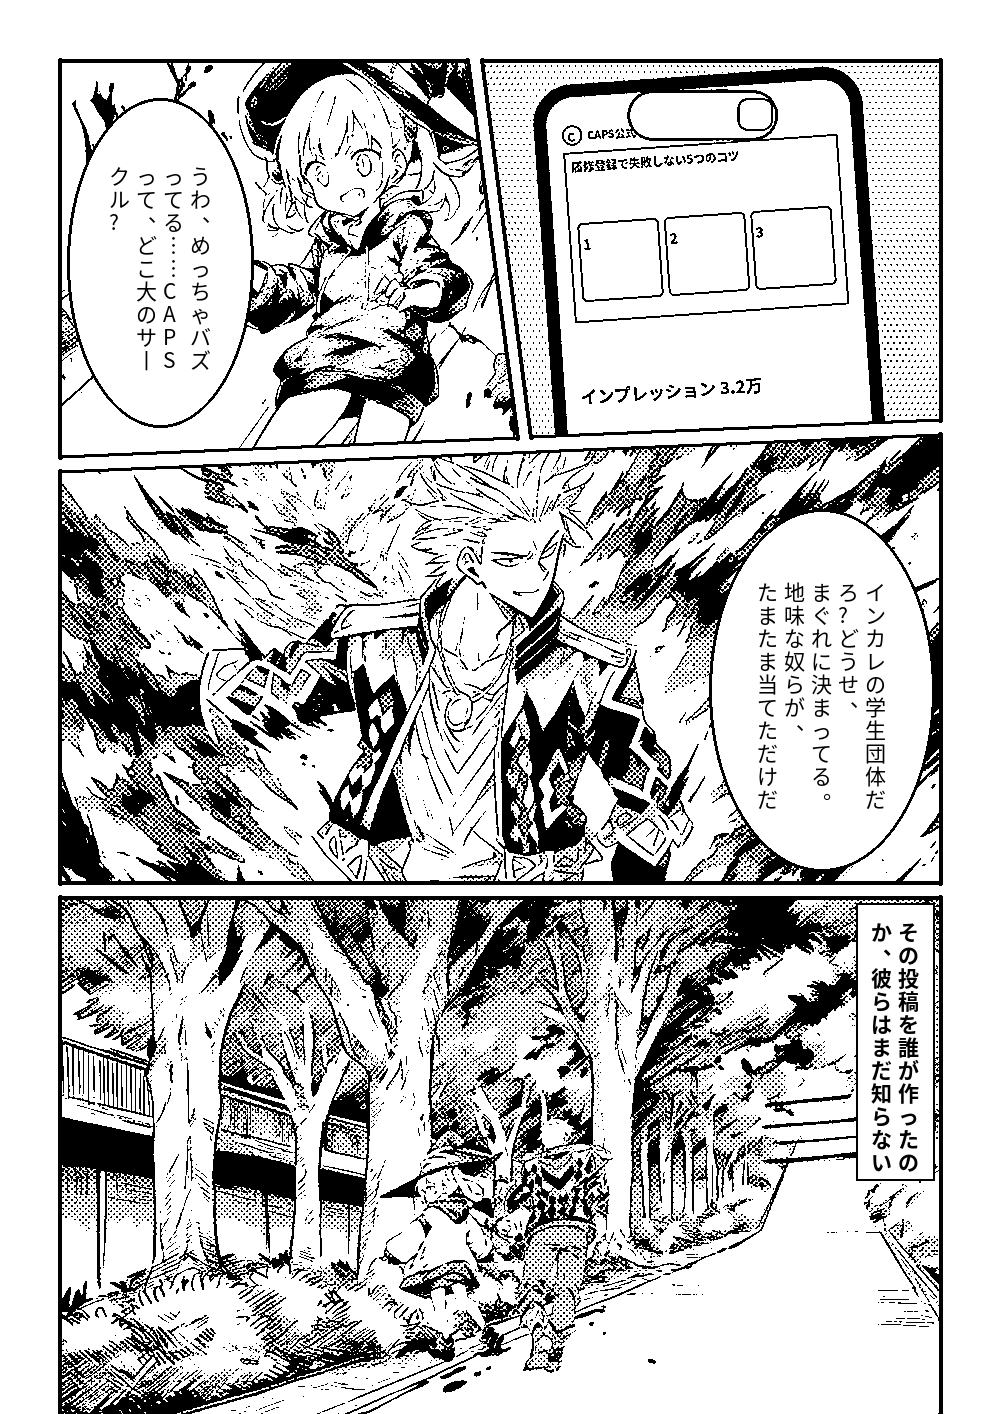 CAPS公式
履修登録で失敗しない5つのコツ
1
2
3
インプレッション 3.2万
うわ、めっちゃバズ
ってる……CAPS
って、どこ大のサー
クル?
インカレの学生団体だ
ろ?どうせ、
まぐれに決まってる。
地味な奴らが、
たまたま当てただけだ
その投稿を誰が作ったの
か、彼らはまだ知らない